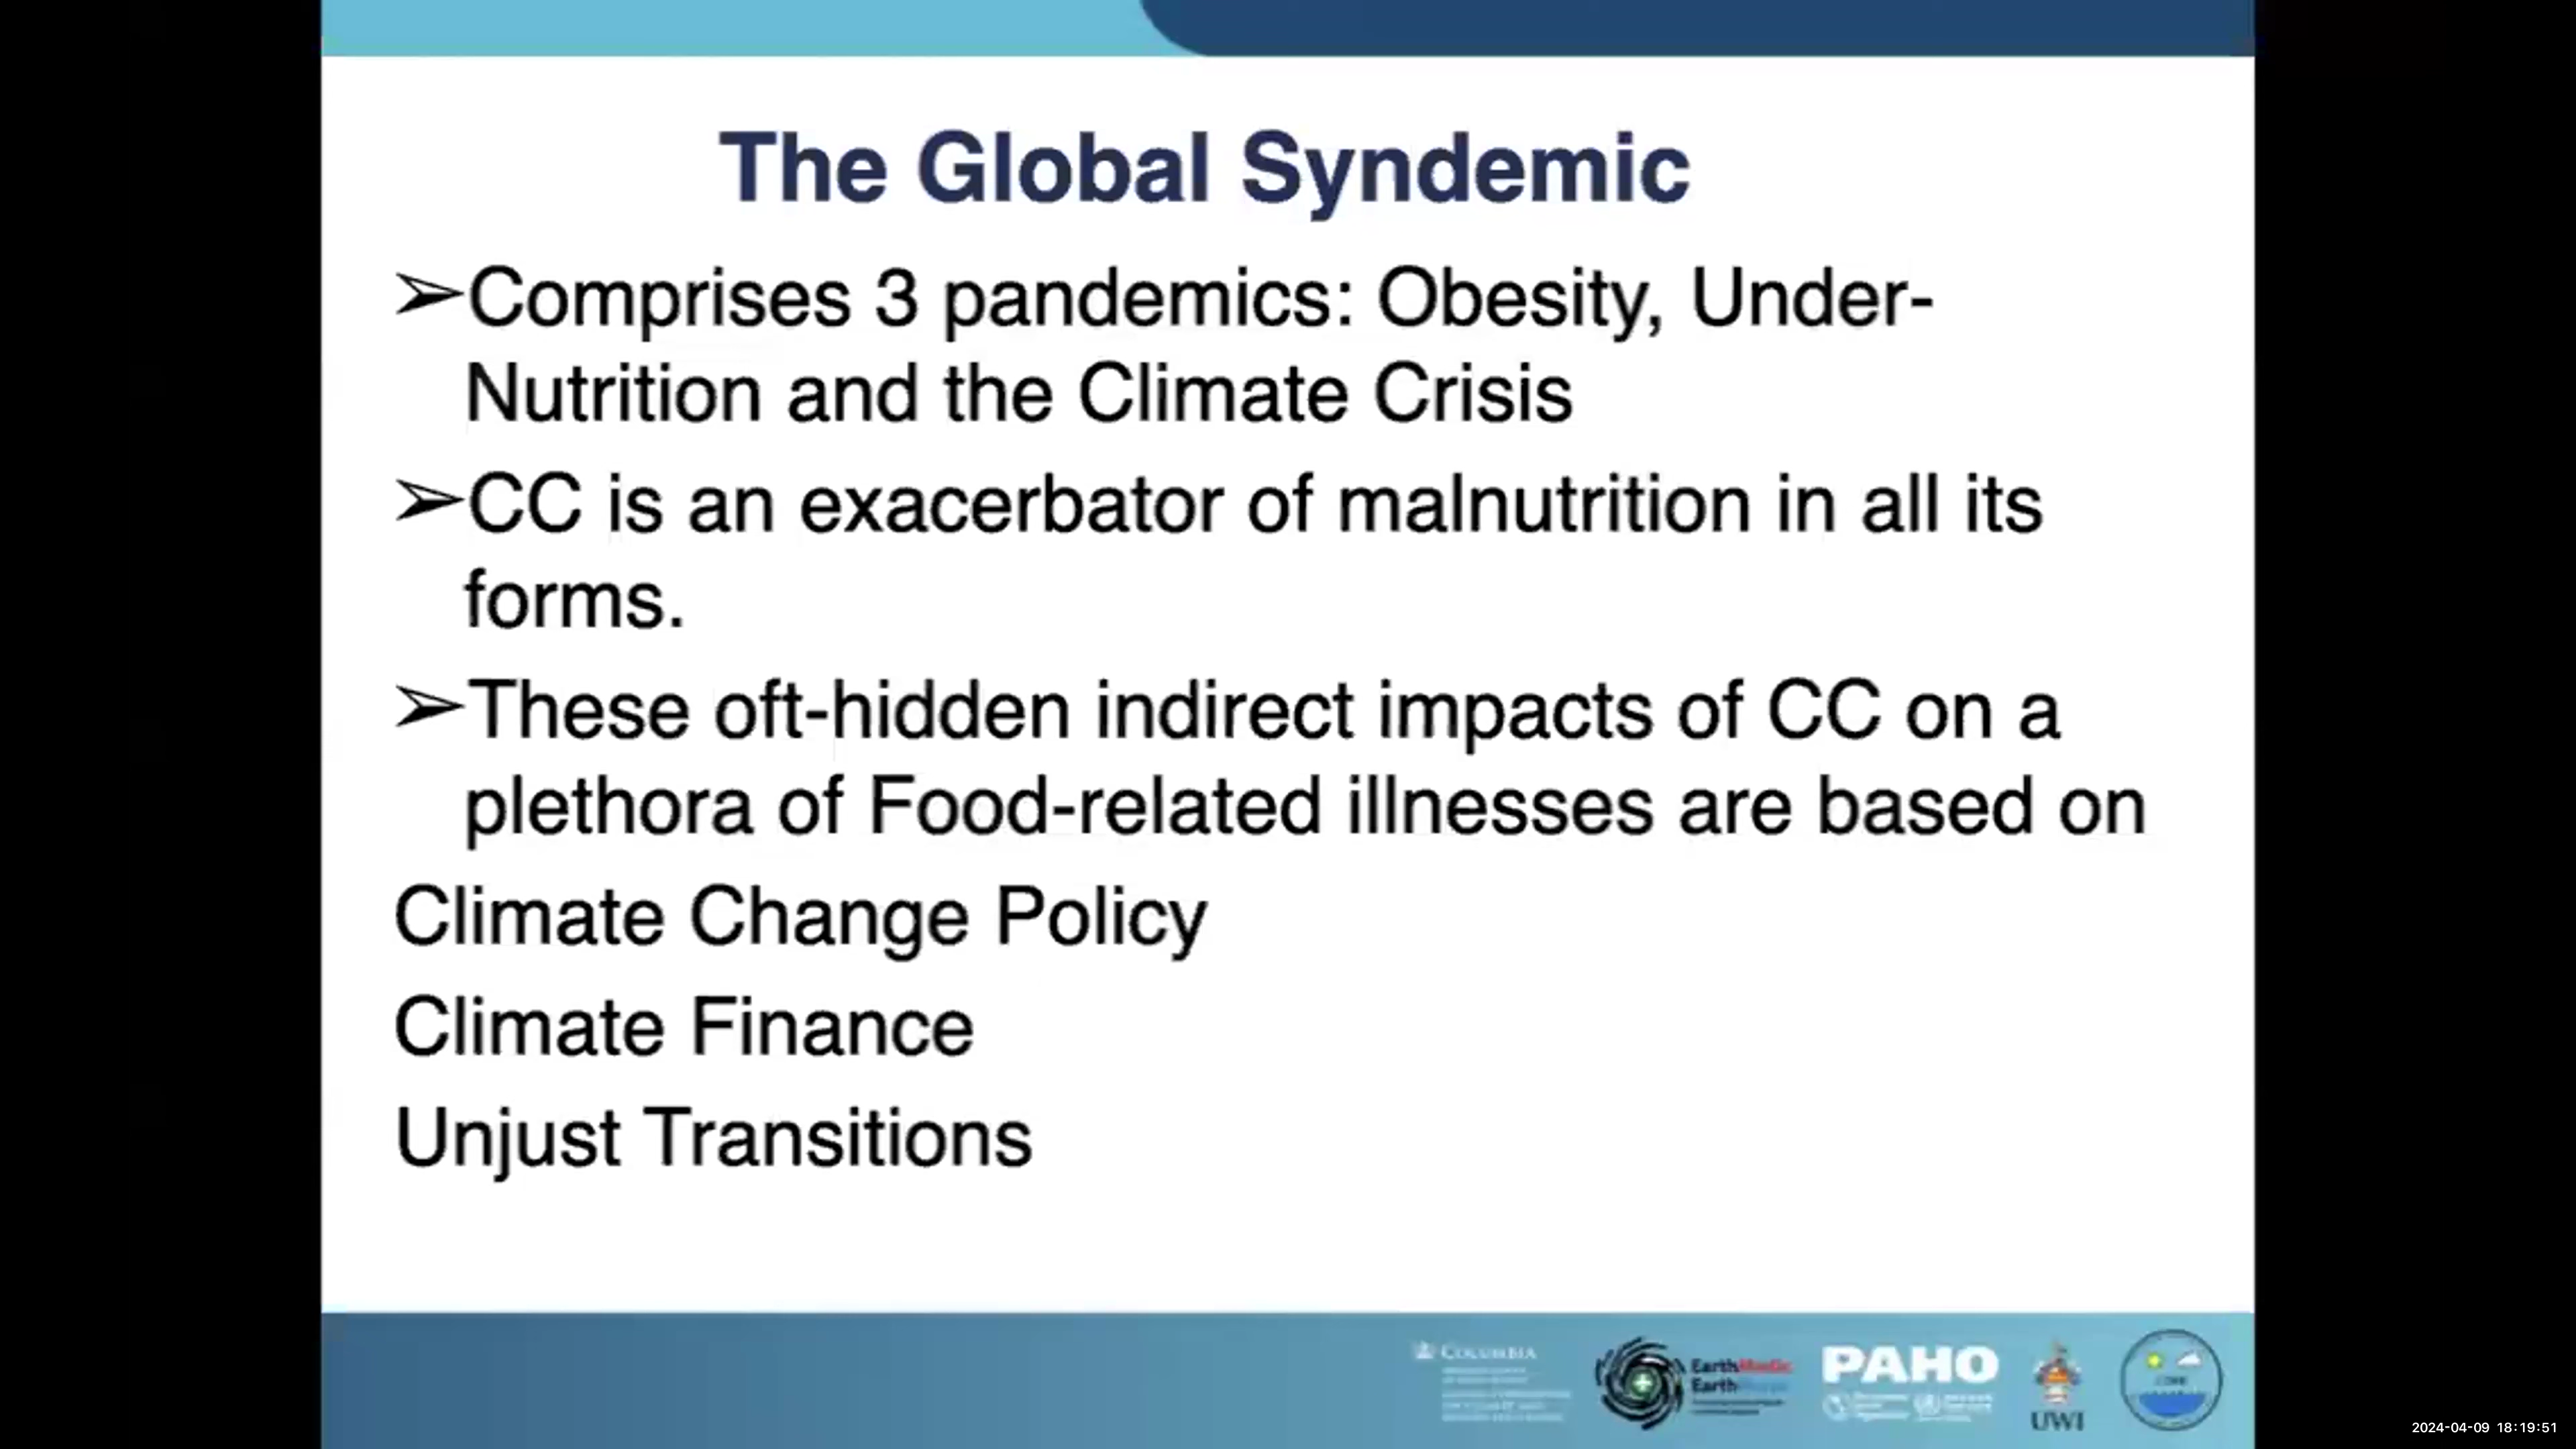 The Global Syndemic
➢Comprises 3 pandemics: Obesity, Under-
Nutrition and the Climate Crisis
➢CC is an exacerbator of malnutrition in all its
forms.
➢These oft-hidden indirect impacts of CC on a
plethora of Food-related illnesses are based on
Climate Change Policy
Climate Finance
Unjust Transitions
COLUMBIA
EarthMedic
Earth
PAHO
UWI
2024-04-09 18:19:51